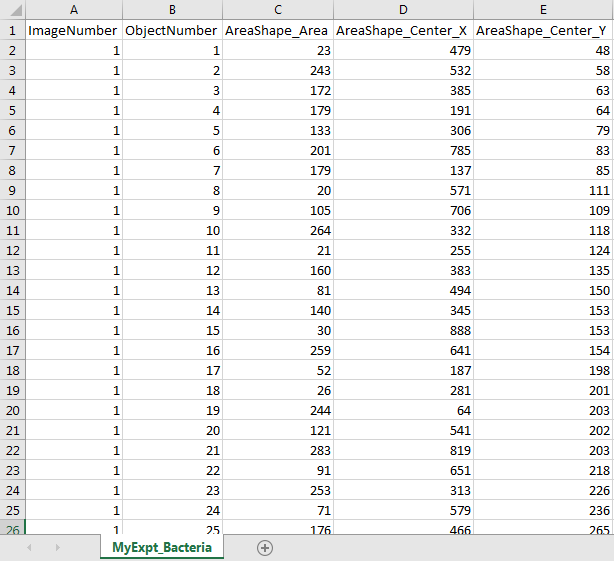 A B C D E
1 ImageNumber ObjectNumber AreaShape_Area AreaShape_Center_X AreaShape_Center_Y
2 1 1 23 479 48
3 1 2 243 532 58
4 1 3 172 385 63
5 1 4 179 191 64
6 1 5 133 306 79
7 1 6 201 785 83
8 1 7 179 137 85
9 1 8 20 571 111
10 1 9 105 706 109
11 1 10 264 332 118
12 1 11 21 255 124
13 1 12 160 383 135
14 1 13 81 494 150
15 1 14 140 345 153
16 1 15 30 888 153
17 1 16 259 641 154
18 1 17 52 187 198
19 1 18 26 281 201
20 1 19 244 64 203
21 1 20 121 541 202
22 1 21 283 819 203
23 1 22 91 651 218
24 1 23 253 313 226
25 1 24 71 579 236
26 1 25 176 466 265
MyExpt_Bacteria